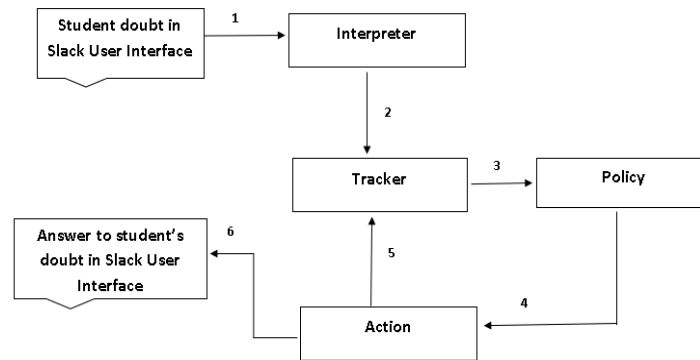 Student doubt in
Slack User Interface
1
Interpreter
2
Tracker
3
Policy
Answer to student's
doubt in Slack User
Interface
6
5
4
Action